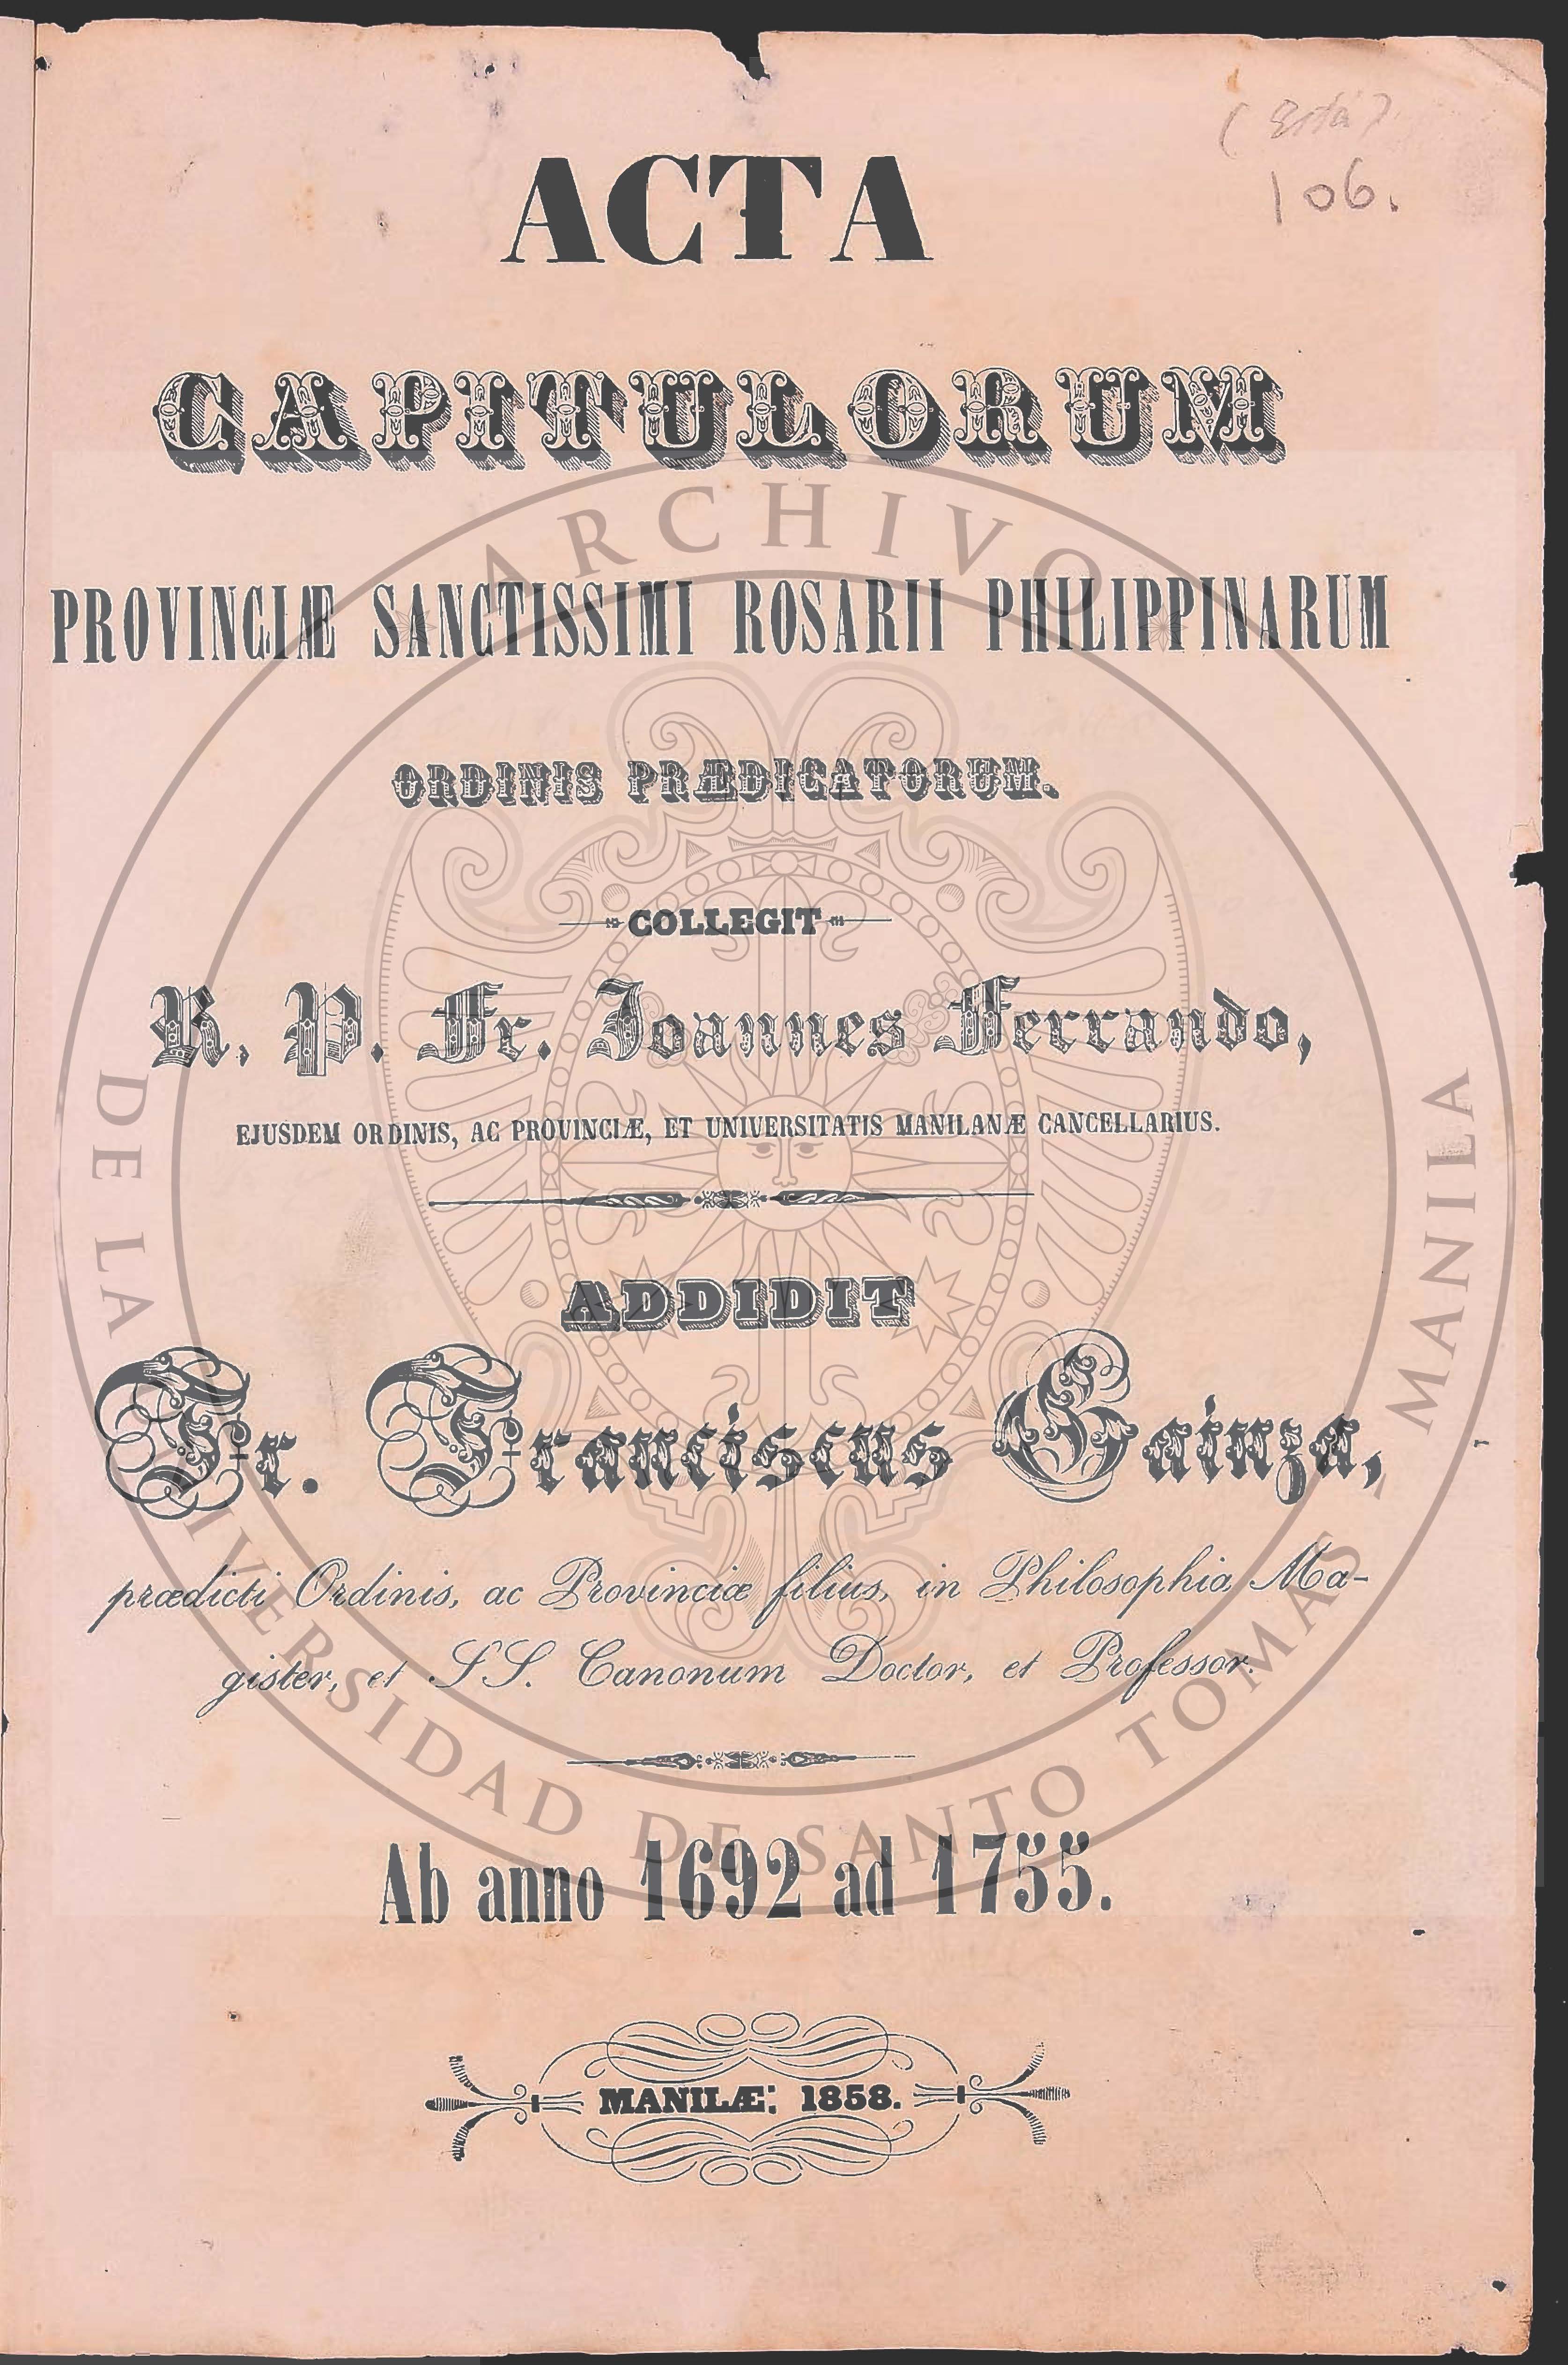 (Está)
106.
ACTA
CAPITULORUM
PROVINCIÆ SANCTISSIMI ROSARII PHILIPPINARUM
ORDINIS PRÆDICATORUM.
COLLEGIT
R. P. Fr. Joannes Ferrando,
EJUSDEM ORDINIS, AC PROVINCIÆ, ET UNIVERSITATIS MANILANÆ CANCELLARIUS.
ADDIDIT
Fr. Franciscus Gainza,
prædicti Ordinis, ac Provinciæ filius, in Philosophia Ma-
gister, et SS. Canonum Doctor, et Professor.
Ab anno 1692 ad 1755.
MANILÆ: 1858.
ARCHIVO DE LA UNIVERSIDAD DE SANTO TOMAS MANILA